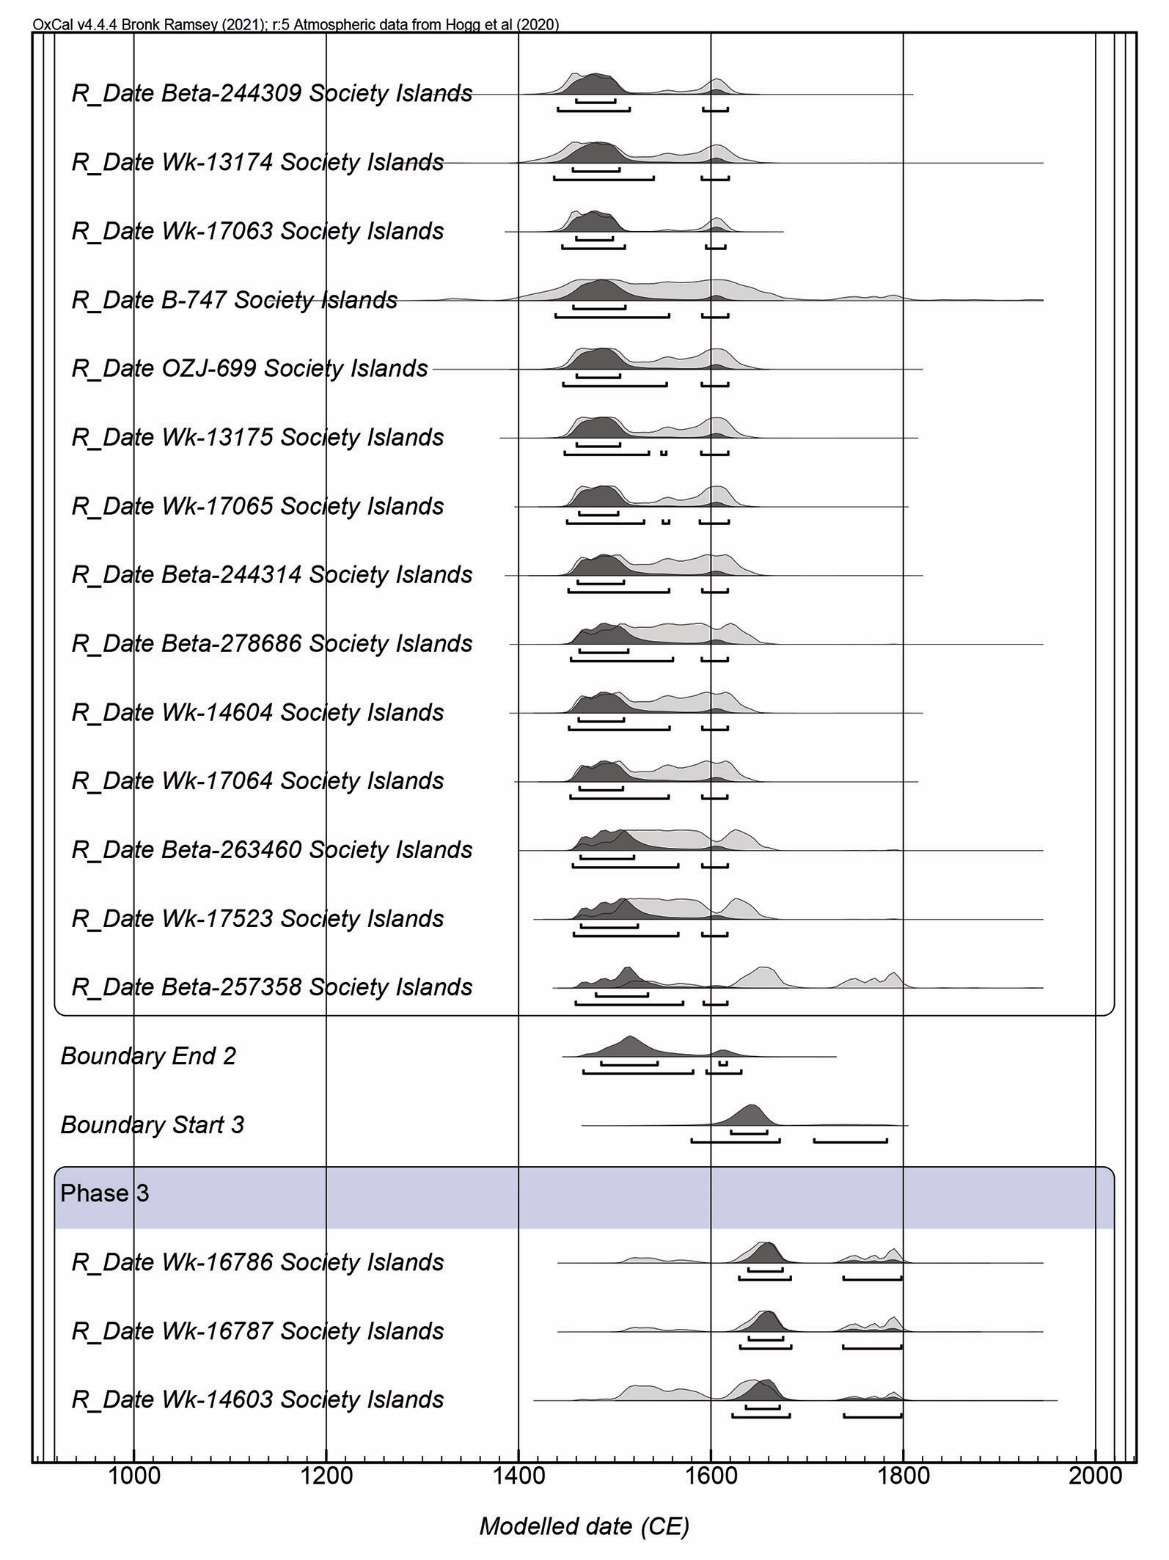 OxCal v4.4.4 Bronk Ramsey (2021); r:5 Atmospheric data from Hogg et al (2020)
R_Date Beta-244309 Society Islands
R_Date Wk-13174 Society Islands
R_Date Wk-17063 Society Islands
R_Date B-747 Society Islands
R_Date OZJ-699 Society Islands
R_Date Wk-13175 Society Islands
R_Date Wk-17065 Society Islands
R_Date Beta-244314 Society Islands
R_Date Beta-278686 Society Islands
R_Date Wk-14604 Society Islands
R_Date Wk-17064 Society Islands
R_Date Beta-263460 Society Islands
R_Date Wk-17523 Society Islands
R_Date Beta-257358 Society Islands
Boundary End 2
Boundary Start 3
Phase 3
R_Date Wk-16786 Society Islands
R_Date Wk-16787 Society Islands
R_Date Wk-14603 Society Islands
1000 1200 1400 1600 1800 2000
Modelled date (CE)